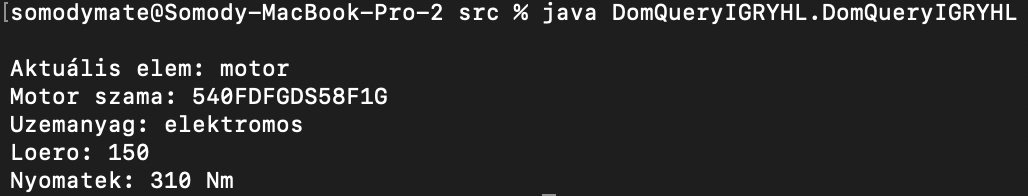 [somodymate@Somody-MacBook-Pro-2 src % java DomQueryIGRYHL.DomQueryIGRYHL
Aktuális elem: motor
Motor szama: 540FDFGDS58F1G
Uzemanyag: elektromos
Loero: 150
Nyomatek: 310 Nm